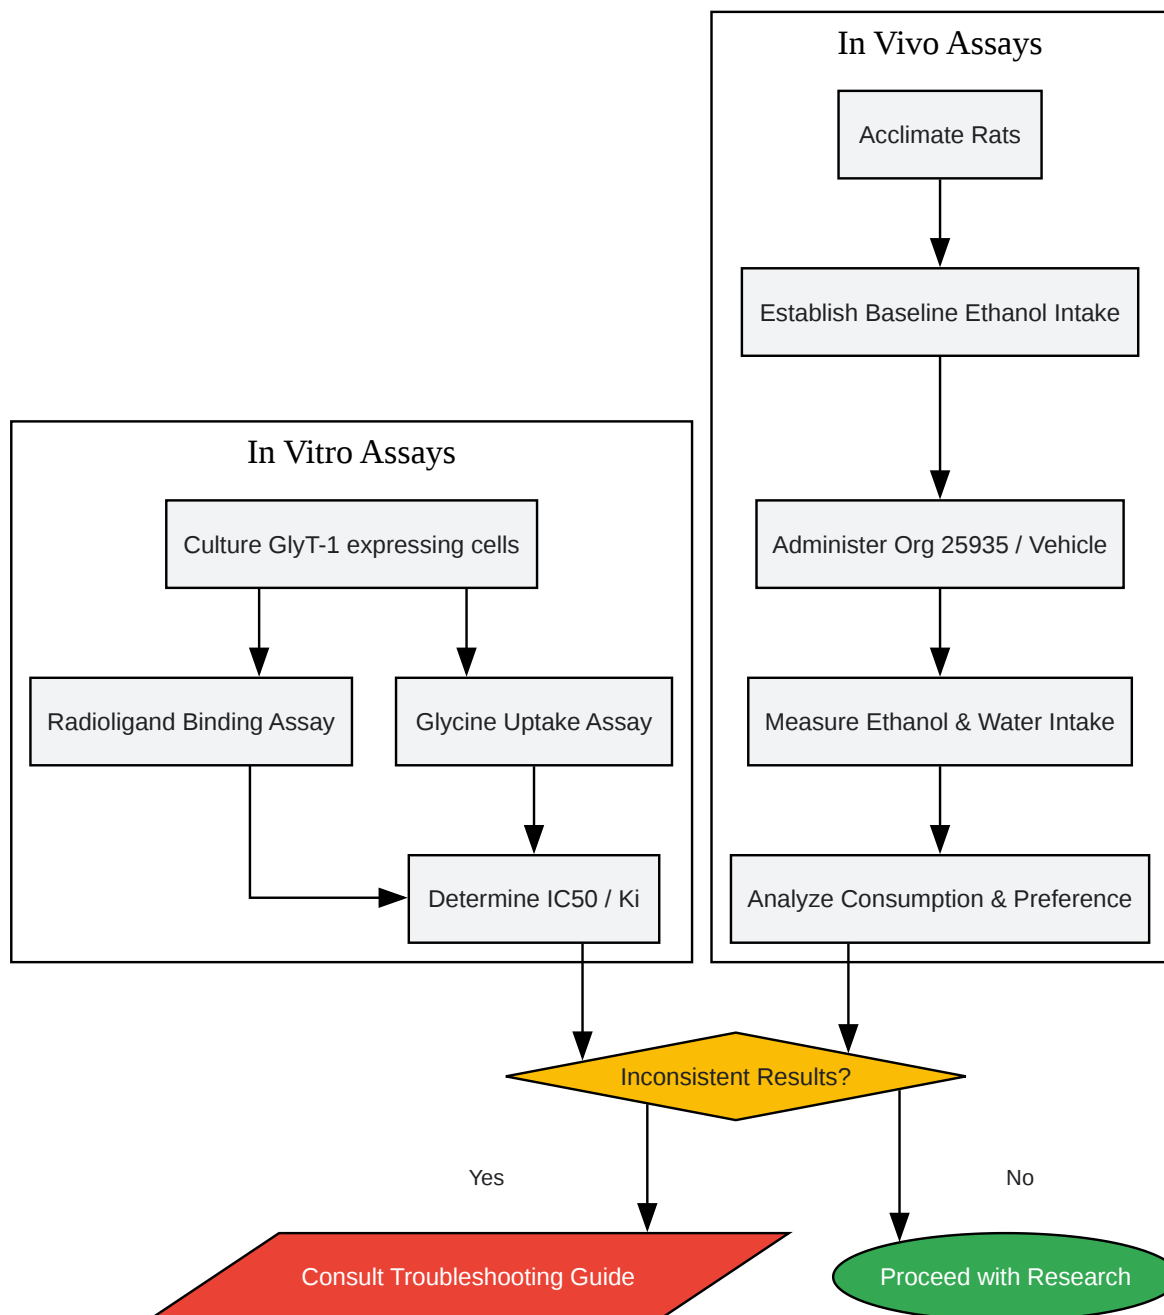 In Vivo Assays
Acclimate Rats
Establish Baseline Ethanol Intake
In Vitro Assays
Culture GlyT-1 expressing cells
Administer Org 25935 / Vehicle
Radioligand Binding Assay
Glycine Uptake Assay
Measure Ethanol & Water Intake
Determine IC50 / Ki
Analyze Consumption & Preference
Inconsistent Results?
Yes
No
Consult Troubleshooting Guide
Proceed with Research